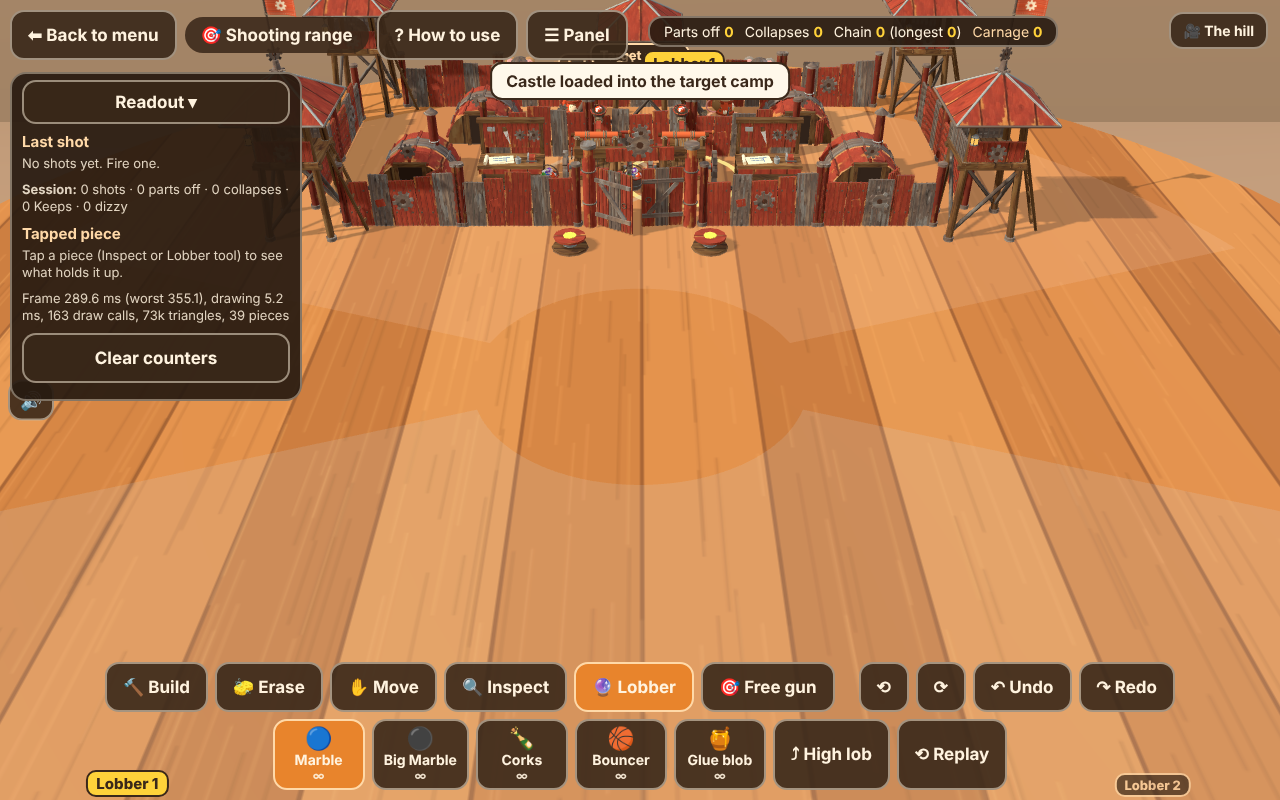 ⬅ Back to menu
🎯 Shooting range
? How to use
☰ Panel
Parts off 0 Collapses 0 Chain 0 (longest 0) Carnage 0
🎥 The hill
Lobber 1
Castle loaded into the target camp
Readout ▾
Last shot
No shots yet. Fire one.
Session: 0 shots · 0 parts off · 0 collapses ·
0 Keeps · 0 dizzy
Tapped piece
Tap a piece (Inspect or Lobber tool) to see
what holds it up.
Frame 289.6 ms (worst 355.1), drawing 5.2
ms, 163 draw calls, 73k triangles, 39 pieces
Clear counters
🔨 Build
🧽 Erase
✋ Move
🔍 Inspect
🔮 Lobber
🎯 Free gun
⟲
⟳
↶ Undo
↷ Redo
Marble
∞
Big Marble
∞
Corks
∞
Bouncer
∞
Glue blob
∞
⤴ High lob
⟲ Replay
Lobber 1
Lobber 2